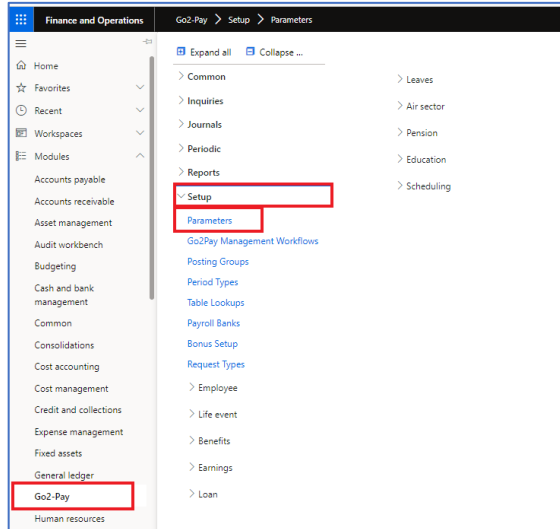 Finance and Operations
Go2-Pay > Setup > Parameters
Home
Favorites
Recent
Workspaces
Modules
Accounts payable
Accounts receivable
Asset management
Audit workbench
Budgeting
Cash and bank
management
Common
Consolidations
Cost accounting
Cost management
Credit and collections
Expense management
Fixed assets
General ledger
Go2-Pay
Human resources
Expand all
Collapse ...
Common
Inquiries
Journals
Periodic
Reports
Setup
Parameters
Go2Pay Management Workflows
Posting Groups
Period Types
Table Lookups
Payroll Banks
Bonus Setup
Request Types
Employee
Life event
Benefits
Earnings
Loan
Leaves
Air sector
Pension
Education
Scheduling